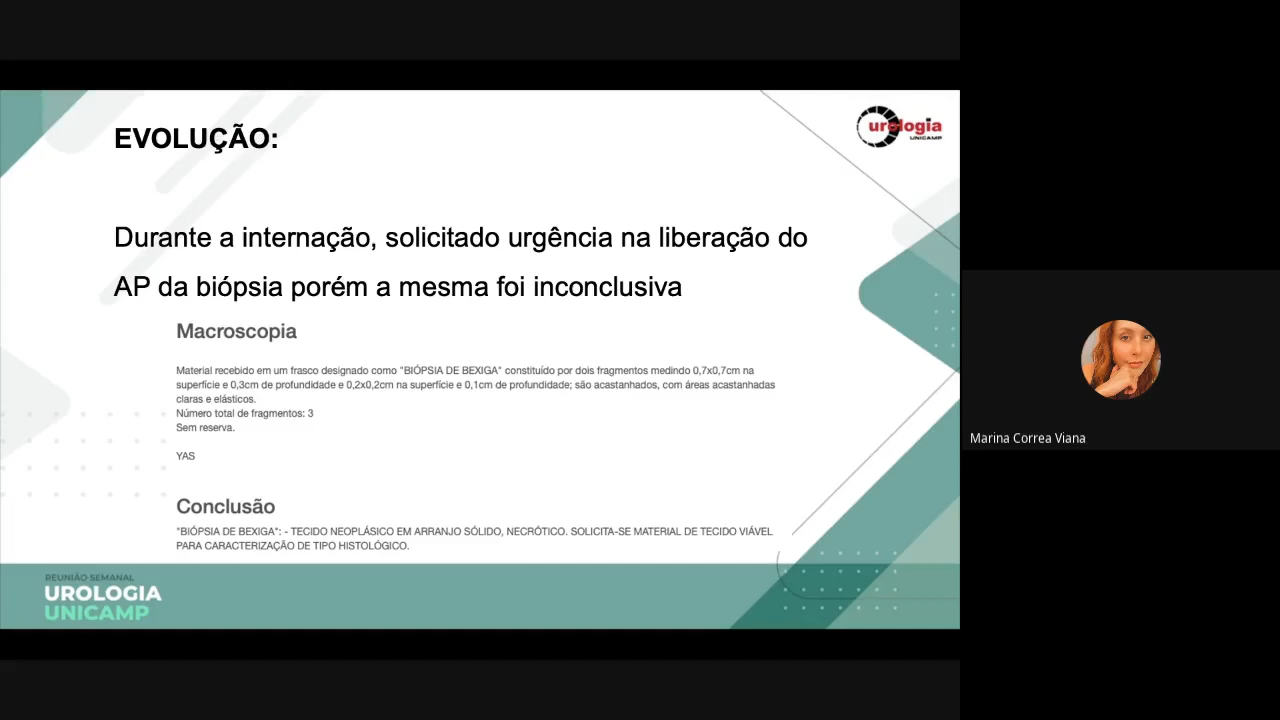 EVOLUÇÃO:
urologia
UNICAMP
Durante a internação, solicitado urgência na liberação do
AP da biópsia porém a mesma foi inconclusiva
Macroscopia
Material recebido em um frasco designado como "BIÓPSIA DE BEXIGA" constituído por dois fragmentos medindo 0,7x0,7cm na
superfície e 0,3cm de profundidade e 0,2x0,2cm na superfície e 0,1cm de profundidade; são acastanhados, com áreas acastanhadas
claras e elásticos.
Número total de fragmentos: 3
Sem reserva.
YAS
Conclusão
"BIÓPSIA DE BEXIGA": - TECIDO NEOPLÁSICO EM ARRANJO SÓLIDO, NECRÓTICO. SOLICITA-SE MATERIAL DE TECIDO VIÁVEL
PARA CARACTERIZAÇÃO DE TIPO HISTOLÓGICO.
REUNIÃO SEMANAL
UROLOGIA
UNICAMP
Marina Correa Viana